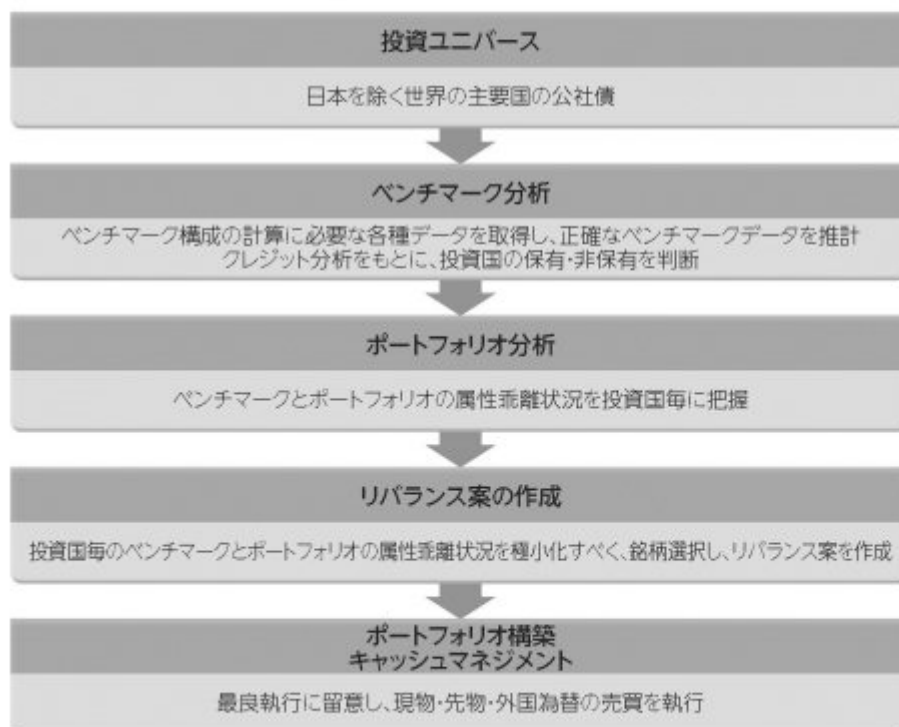 投資ユニバース
日本を除く世界の主要国の公社債
ベンチマーク分析
ベンチマーク構成の計算に必要な各種データを取得し、正確なベンチマークデータを推計
クレジット分析をもとに、投資国の保有・非保有を判断
ポートフォリオ分析
ベンチマークとポートフォリオの属性乖離状況を投資国毎に把握
リバランス案の作成
投資国毎のベンチマークとポートフォリオの属性乖離状況を極小化すべく、銘柄選択し、リバランス案を作成
ポートフォリオ構築
キャッシュマネジメント
最良執行に留意し、現物・先物・外国為替の売買を執行